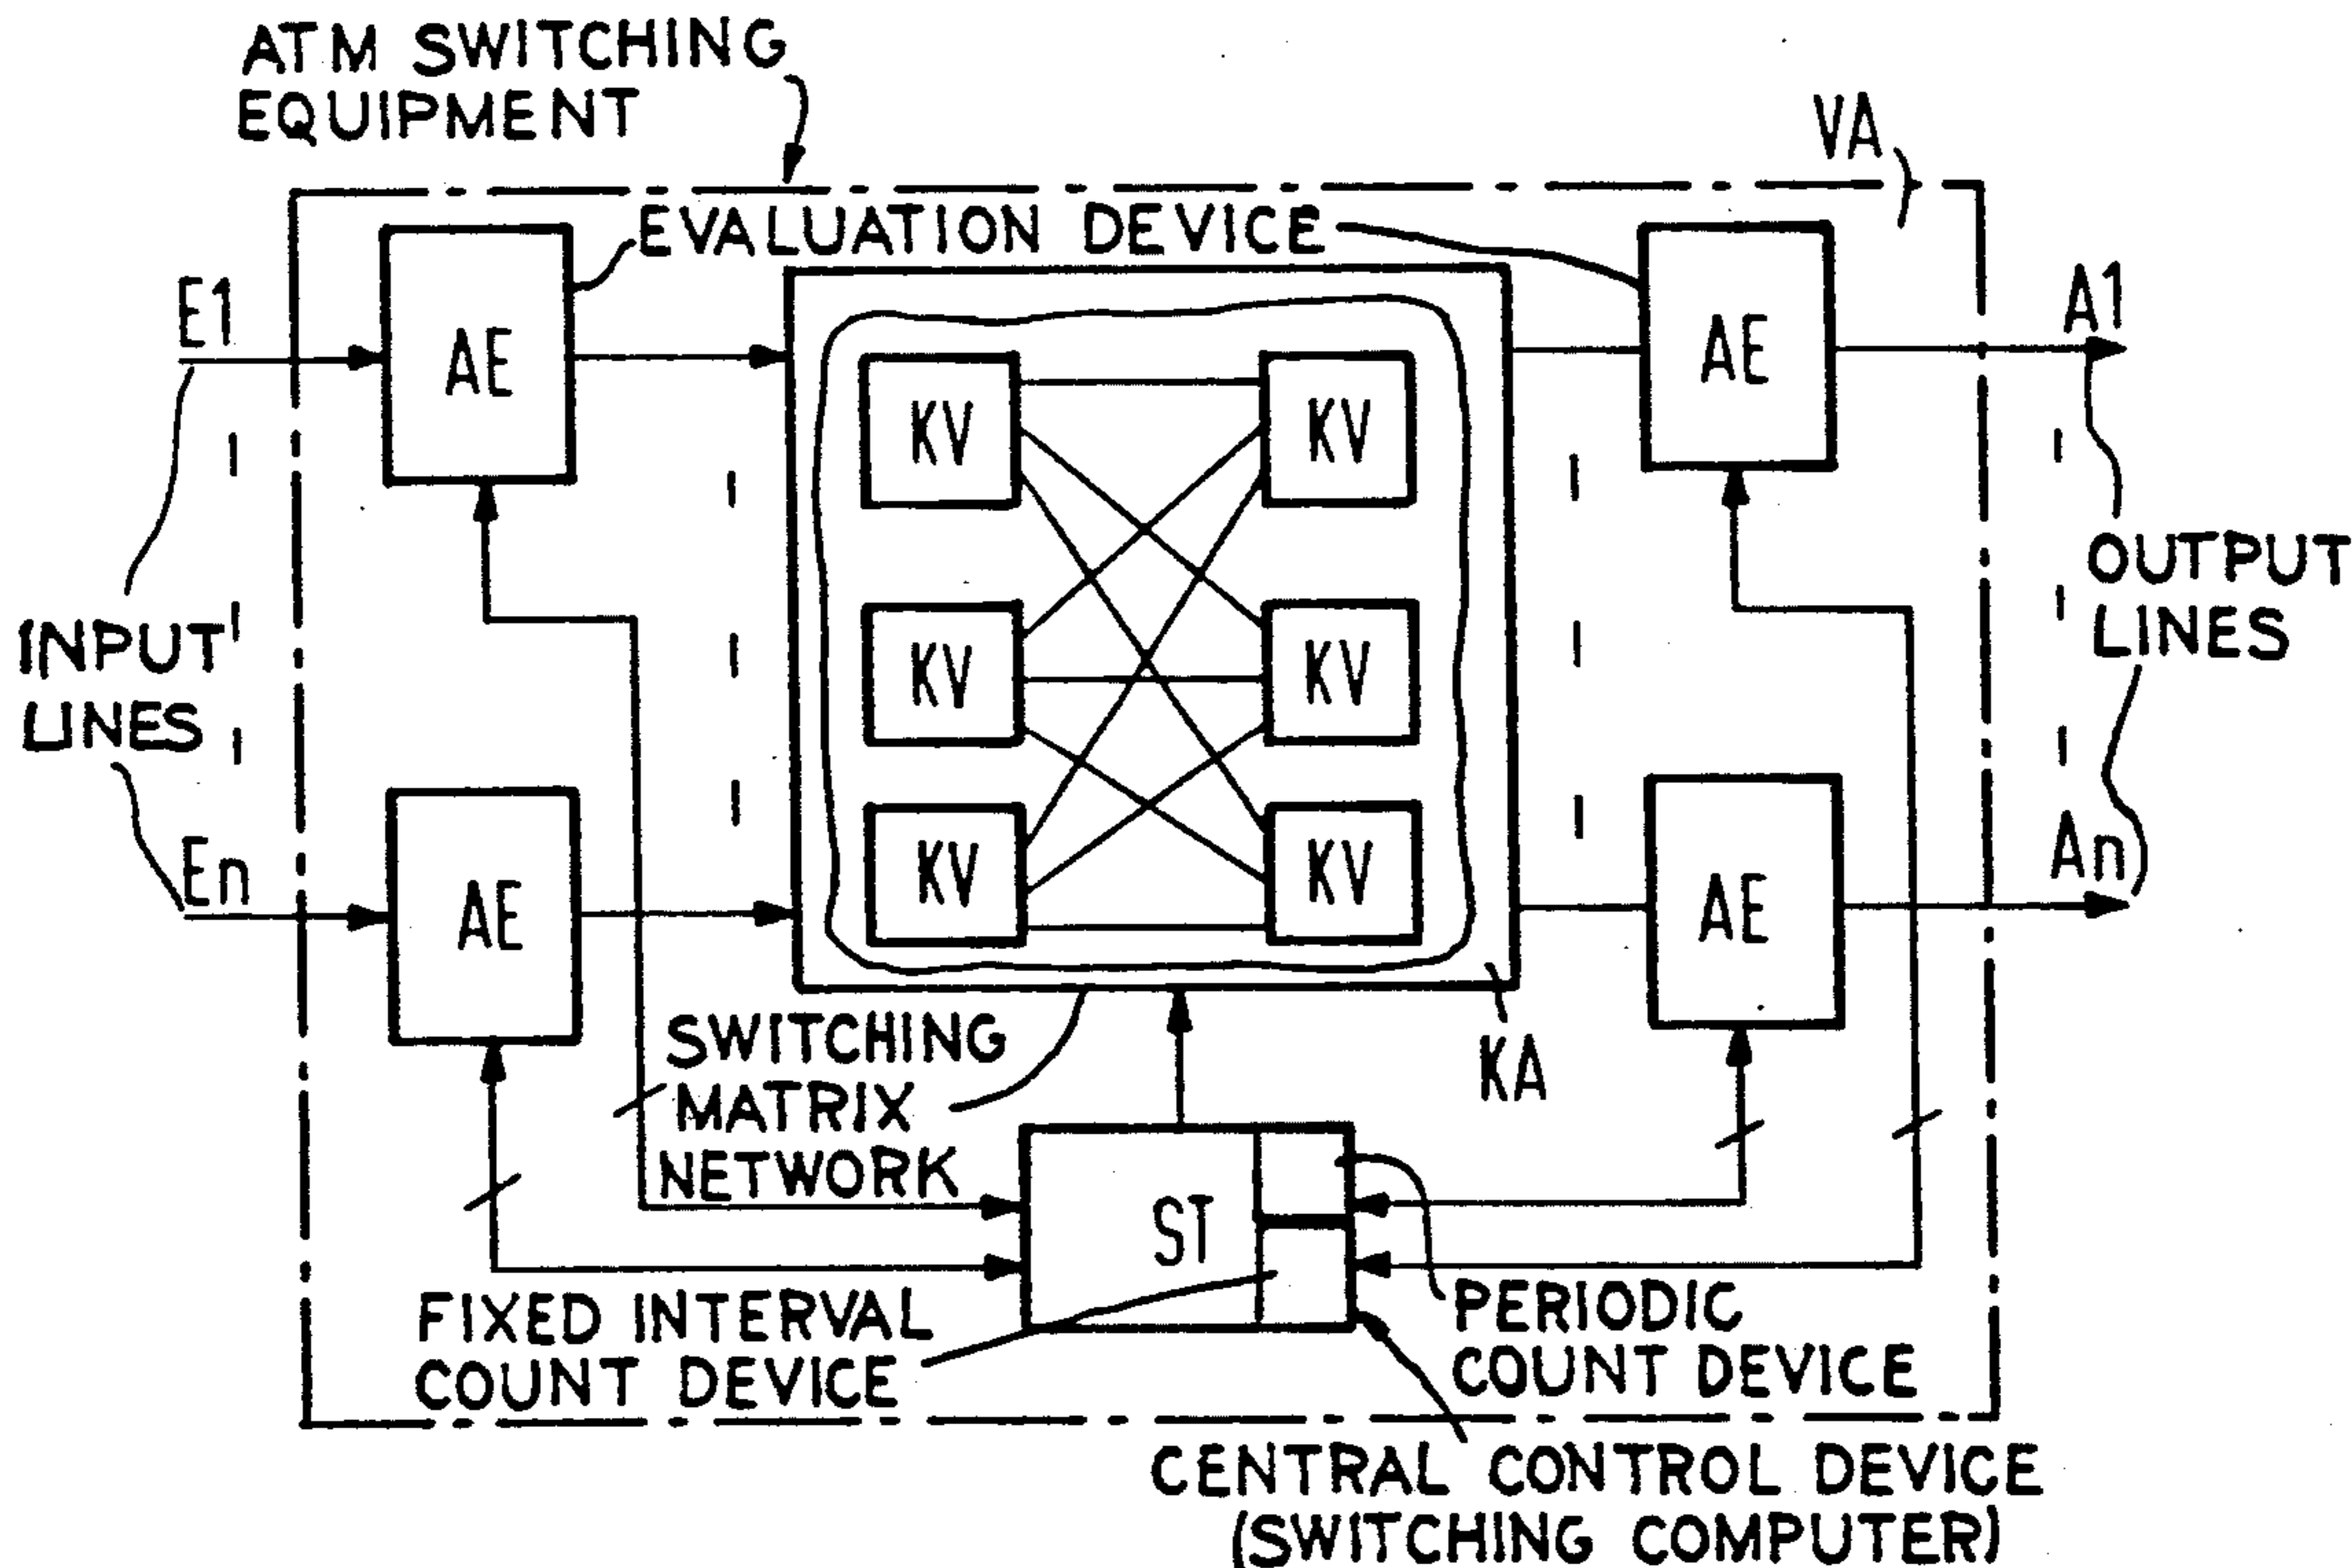 ATM SWITCHING
EQUIPMENT
VA
EVALUATION DEVICE
E1
AE
AE
A1
KV
KV
INPUT
LINES
KV
KV
OUTPUT
LINES
En
AE
KV
KV
AE
An
SWITCHING
MATRIX
NETWORK
KA
ST
FIXED INTERVAL
COUNT DEVICE
PERIODIC
COUNT DEVICE
CENTRAL CONTROL DEVICE
(SWITCHING COMPUTER)